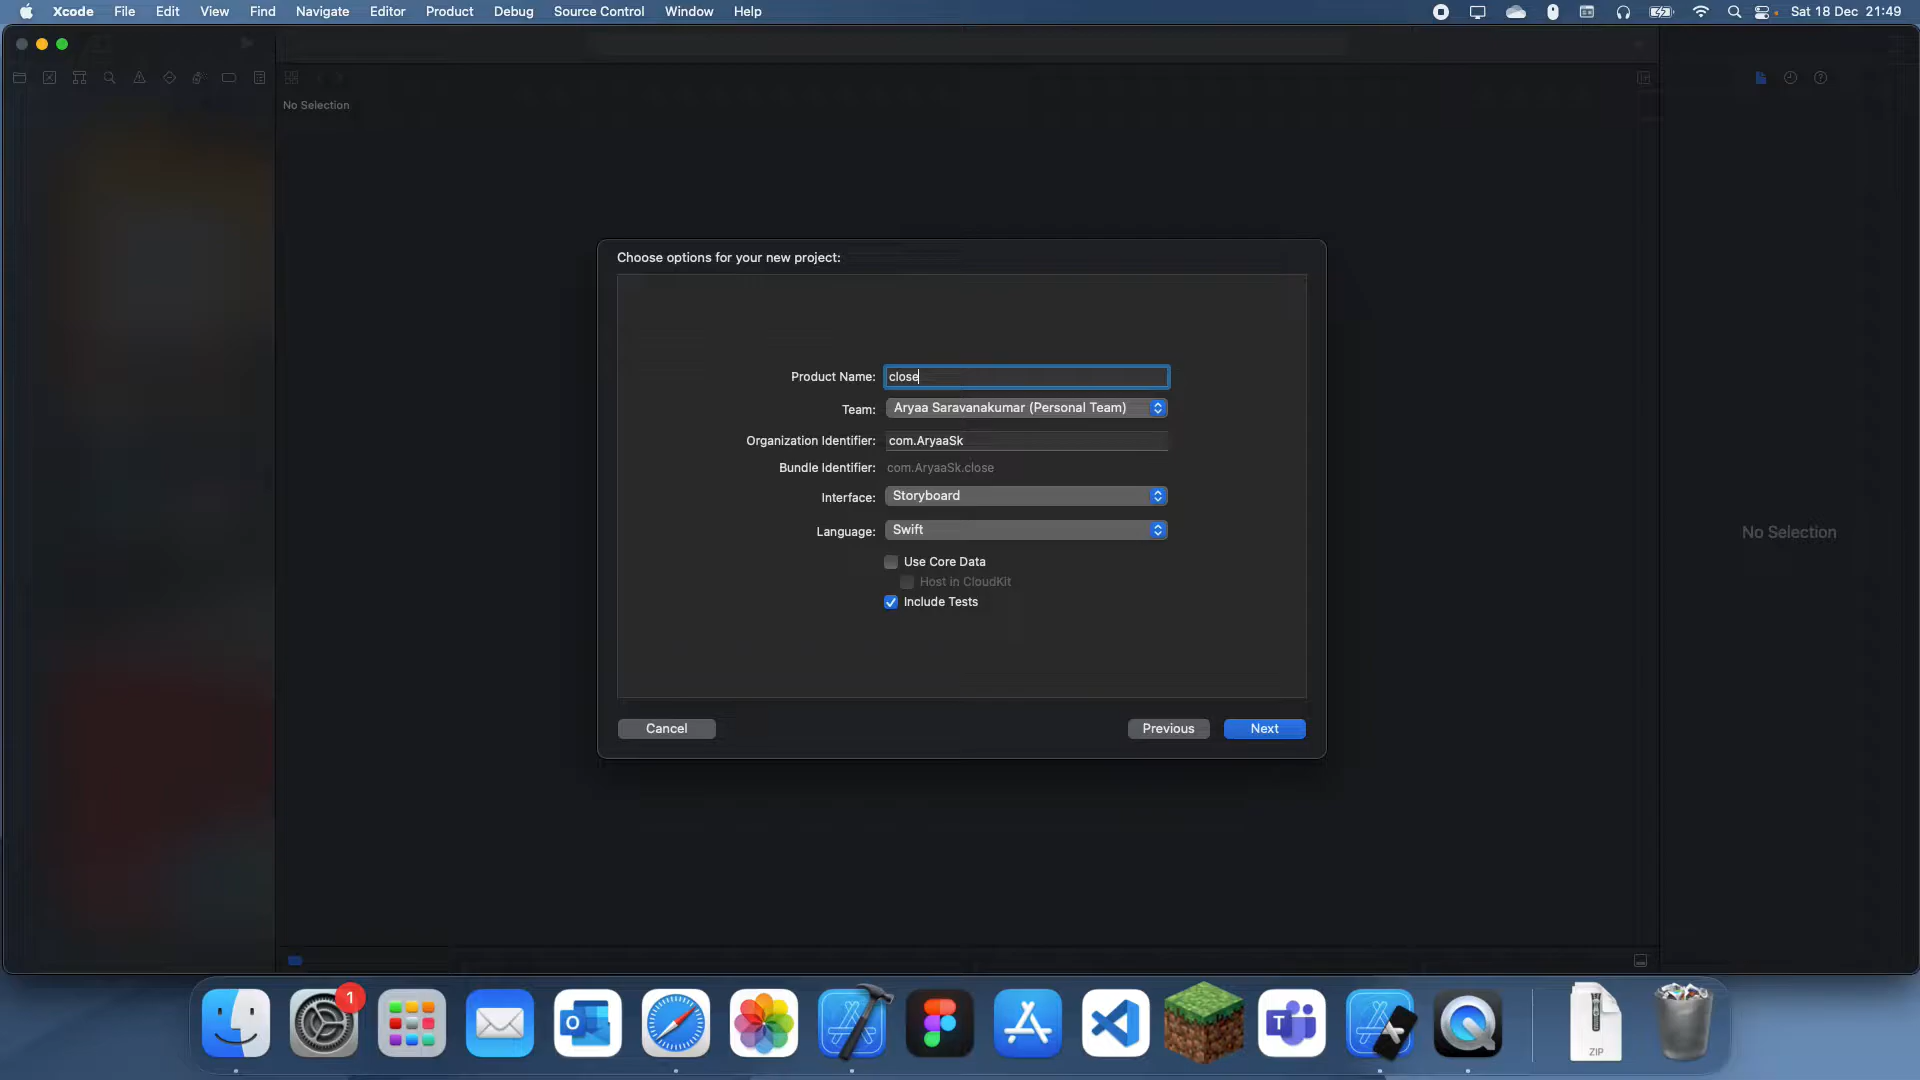 Xcode File Edit View Find Navigate Editor Product Debug Source Control Window Help Sat 18 Dec 21:49
No Selection
Choose options for your new project:
Product Name: close
Team: Aryaa Saravanakumar (Personal Team)
Organization Identifier: com.AryaaSk
Bundle Identifier: com.AryaaSk.close
Interface: Storyboard
No Selection
Language: Swift
Use Core Data
Host in CloudKit
Include Tests
Cancel Previous Next
1
ZIP